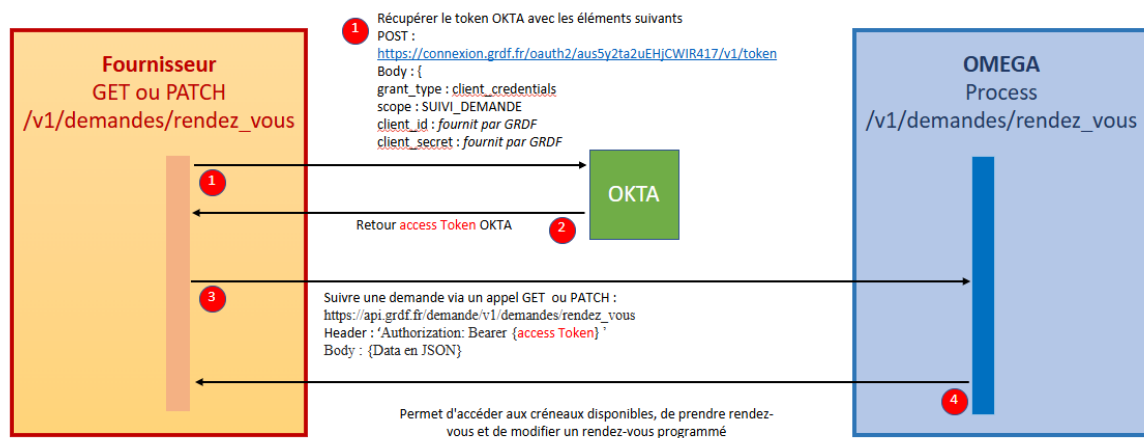 Récupérer le token OKTA avec les éléments suivants
1
POST :
https://connexion.grdf.fr/oauth2/aus5y2ta2uEHjCWIR417/v1/token
Body : {
grant_type : client_credentials
scope : SUIVI_DEMANDE
client_id : fournit par GRDF
client_secret : fournit par GRDF
Fournisseur
GET ou PATCH
/v1/demandes/rendez_vous
OMEGA
Process
/v1/demandes/rendez_vous
1
OKTA
Retour access Token OKTA
2
3
Suivre une demande via un appel GET ou PATCH :
https://api.grdf.fr/demande/v1/demandes/rendez_vous
Header : ‘Authorization: Bearer {access Token} ’
Body : {Data en JSON}
4
Permet d'accéder aux créneaux disponibles, de prendre rendez-
vous et de modifier un rendez-vous programmé